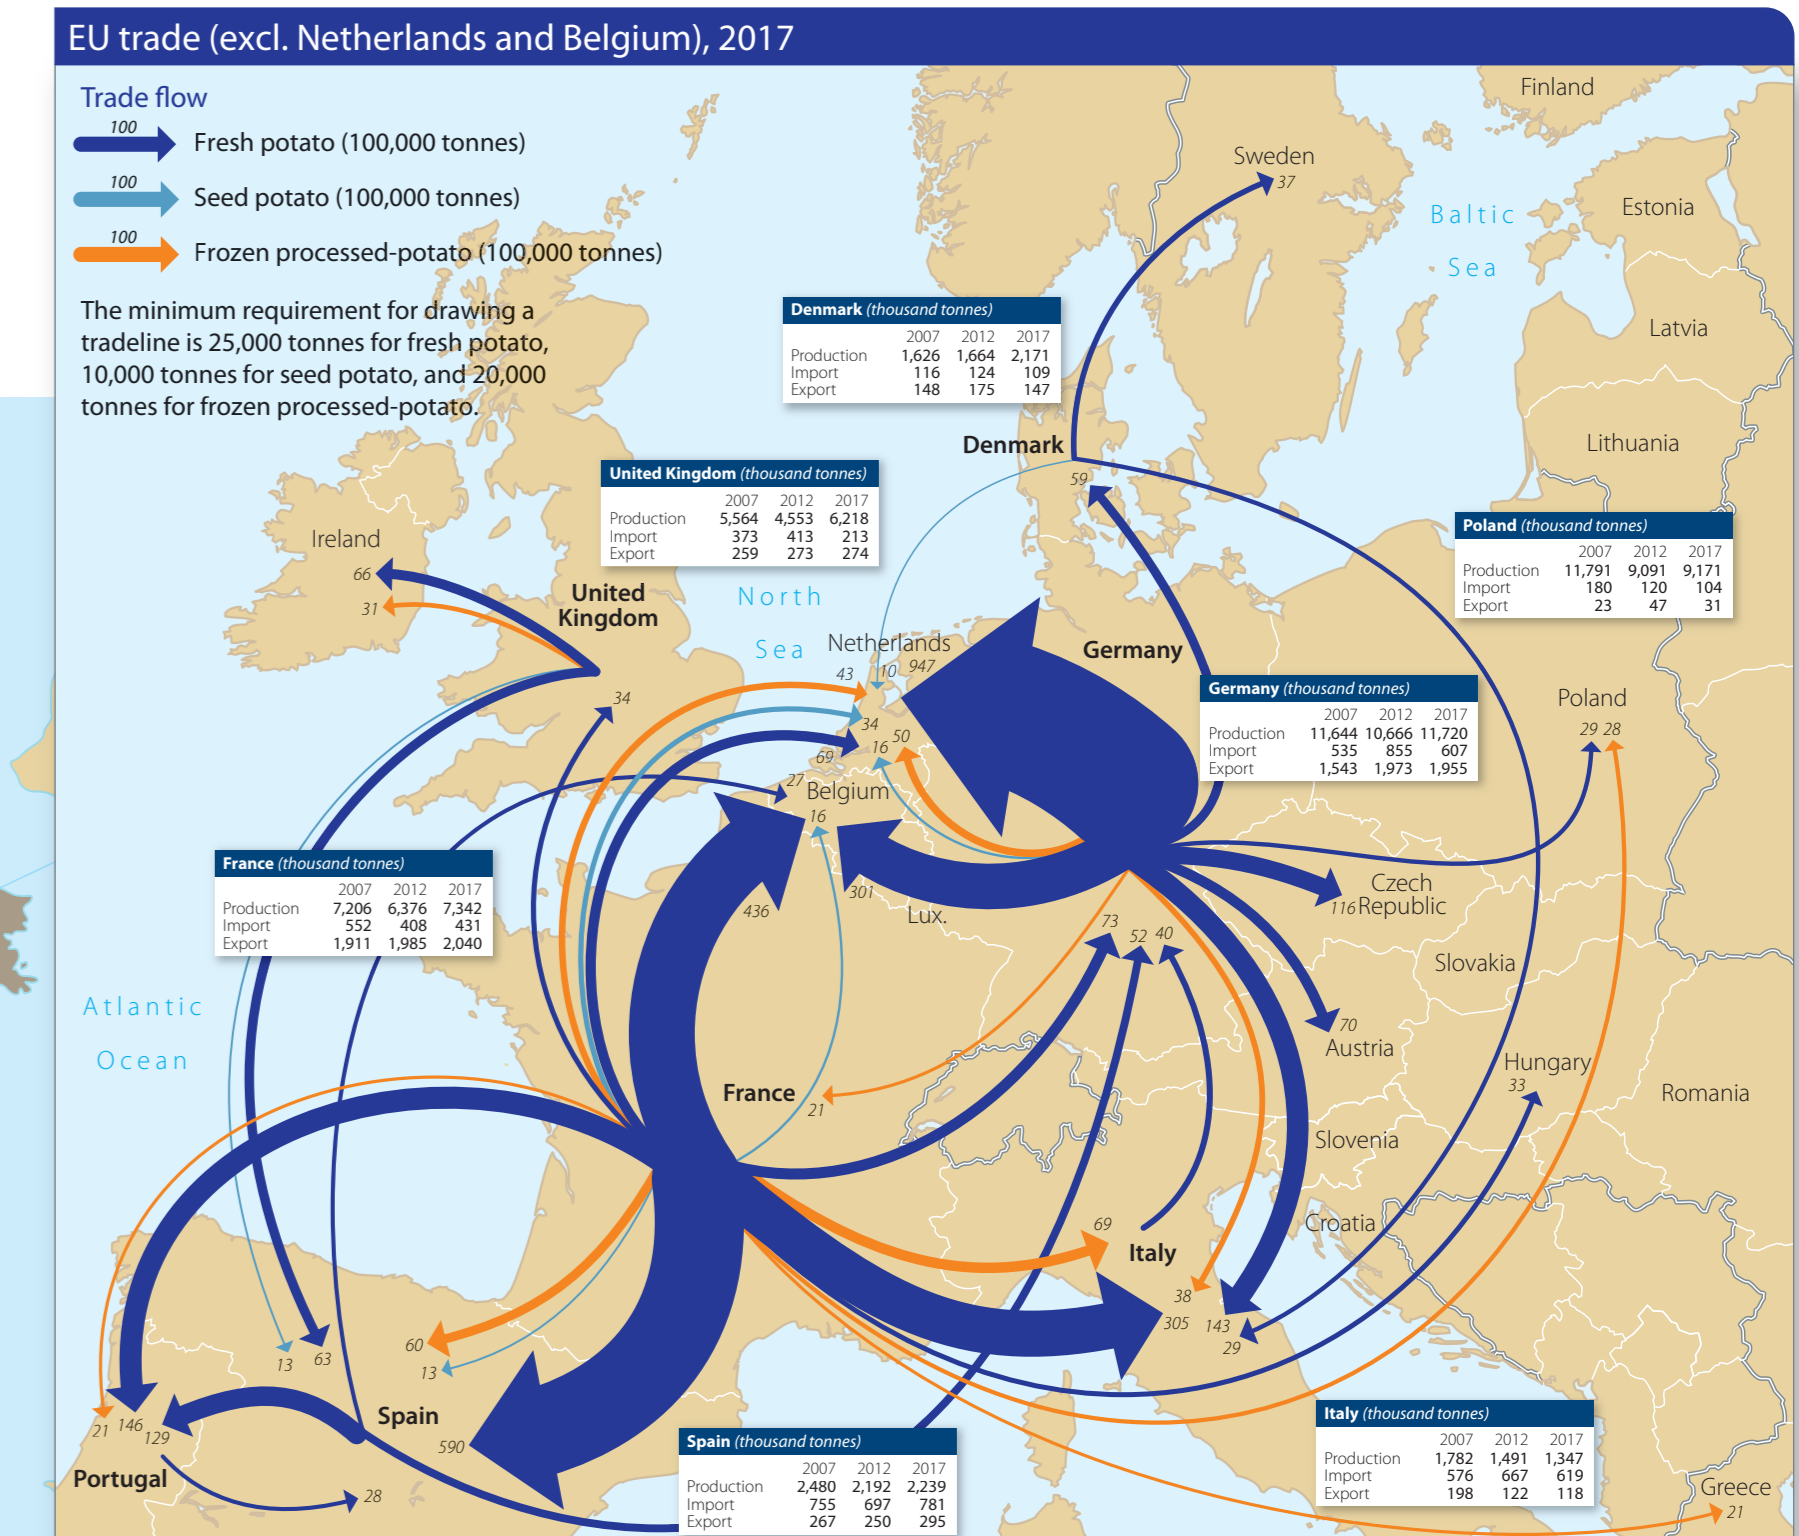 EU trade (excl. Netherlands and Belgium), 2017
Trade flow
100
Fresh potato (100,000 tonnes)
100
Seed potato (100,000 tonnes)
100
Frozen processed-potato (100,000 tonnes)
The minimum requirement for drawing a
tradeline is 25,000 tonnes for fresh potato,
10,000 tonnes for seed potato, and 20,000
tonnes for frozen processed-potato.
Finland
Sweden
37
Baltic
Sea
Estonia
Latvia
Lithuania
Denmark (thousand tonnes)
2007 2012 2017
Production 1,626 1,664 2,171
Import 116 124 109
Export 148 175 147
Denmark
59
United Kingdom (thousand tonnes)
2007 2012 2017
Production 5,564 4,553 6,218
Import 373 413 213
Export 259 273 274
Poland (thousand tonnes)
2007 2012 2017
Production 11,791 9,091 9,171
Import 180 120 104
Export 23 47 31
Ireland
66
31
United
Kingdom
34
North
Sea
Netherlands
43 10 947
34
16 50
69
27
Belgium
16
Germany
Germany (thousand tonnes)
2007 2012 2017
Production 11,644 10,666 11,720
Import 535 855 607
Export 1,543 1,973 1,955
Poland
29 28
France (thousand tonnes)
2007 2012 2017
Production 7,206 6,376 7,342
Import 552 408 431
Export 1,911 1,985 2,040
436
301
Lux.
Czech
116 Republic
73
52 40
Slovakia
70
Austria
Atlantic
Ocean
Hungary
33
Romania
France
21
Slovenia
Croatia
69
Italy
38
305 143
29
13 63
60
13
21 146
129
Spain
590
Portugal
28
Spain (thousand tonnes)
2007 2012 2017
Production 2,480 2,192 2,239
Import 755 697 781
Export 267 250 295
Italy (thousand tonnes)
2007 2012 2017
Production 1,782 1,491 1,347
Import 576 667 619
Export 198 122 118
Greece
21